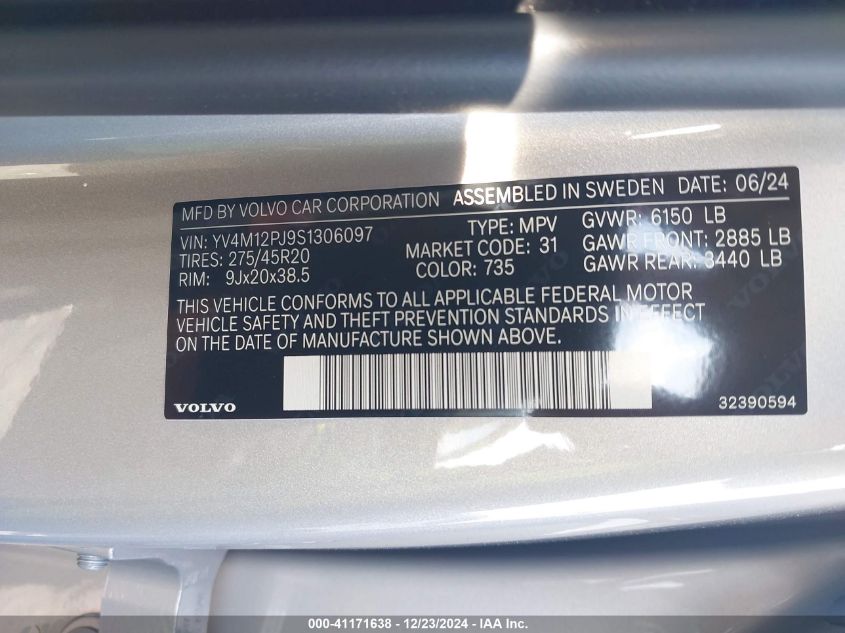 MFD BY VOLVO CAR CORPORATION ASSEMBLED IN SWEDEN DATE: 06/24
VIN: YV4M12PJ9S1306097 TYPE: MPV GVWR: 6150 LB
TIRES: 275/45R20 MARKET CODE: 31 GAWR FRONT: 2885 LB
RIM: 9Jx20x38.5 COLOR: 735 GAWR REAR: 3440 LB
THIS VEHICLE CONFORMS TO ALL APPLICABLE FEDERAL MOTOR
VEHICLE SAFETY AND THEFT PREVENTION STANDARDS IN EFFECT
ON THE DATE OF MANUFACTURE SHOWN ABOVE.
VOLVO 32390594
000-41171638 - 12/23/2024 - IAA Inc.